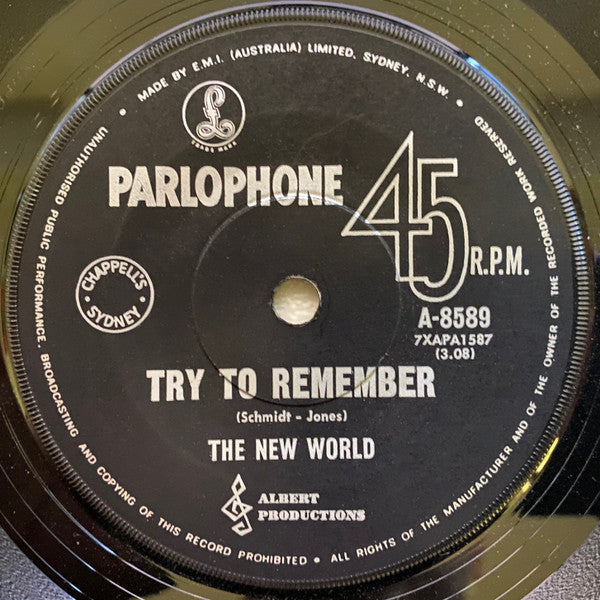 MADE BY E.M.I. (AUSTRALIA) LIMITED, SYDNEY, N.S.W. •
£
TRADE MARK
PARLOPHONE
45
R.P.M.
CHAPPELL'S
• SYDNEY •
A-8589
7XAPA1587
(3.08)
TRY TO REMEMBER
(Schmidt - Jones)
THE NEW WORLD
ALBERT
PRODUCTIONS
UNAUTHORISED PUBLIC PERFORMANCE, BROADCASTING AND COPYING OF THIS RECORD PROHIBITED • ALL RIGHTS OF THE MANUFACTURER AND OF THE OWNER OF THE RECORDED WORK RESERVED •